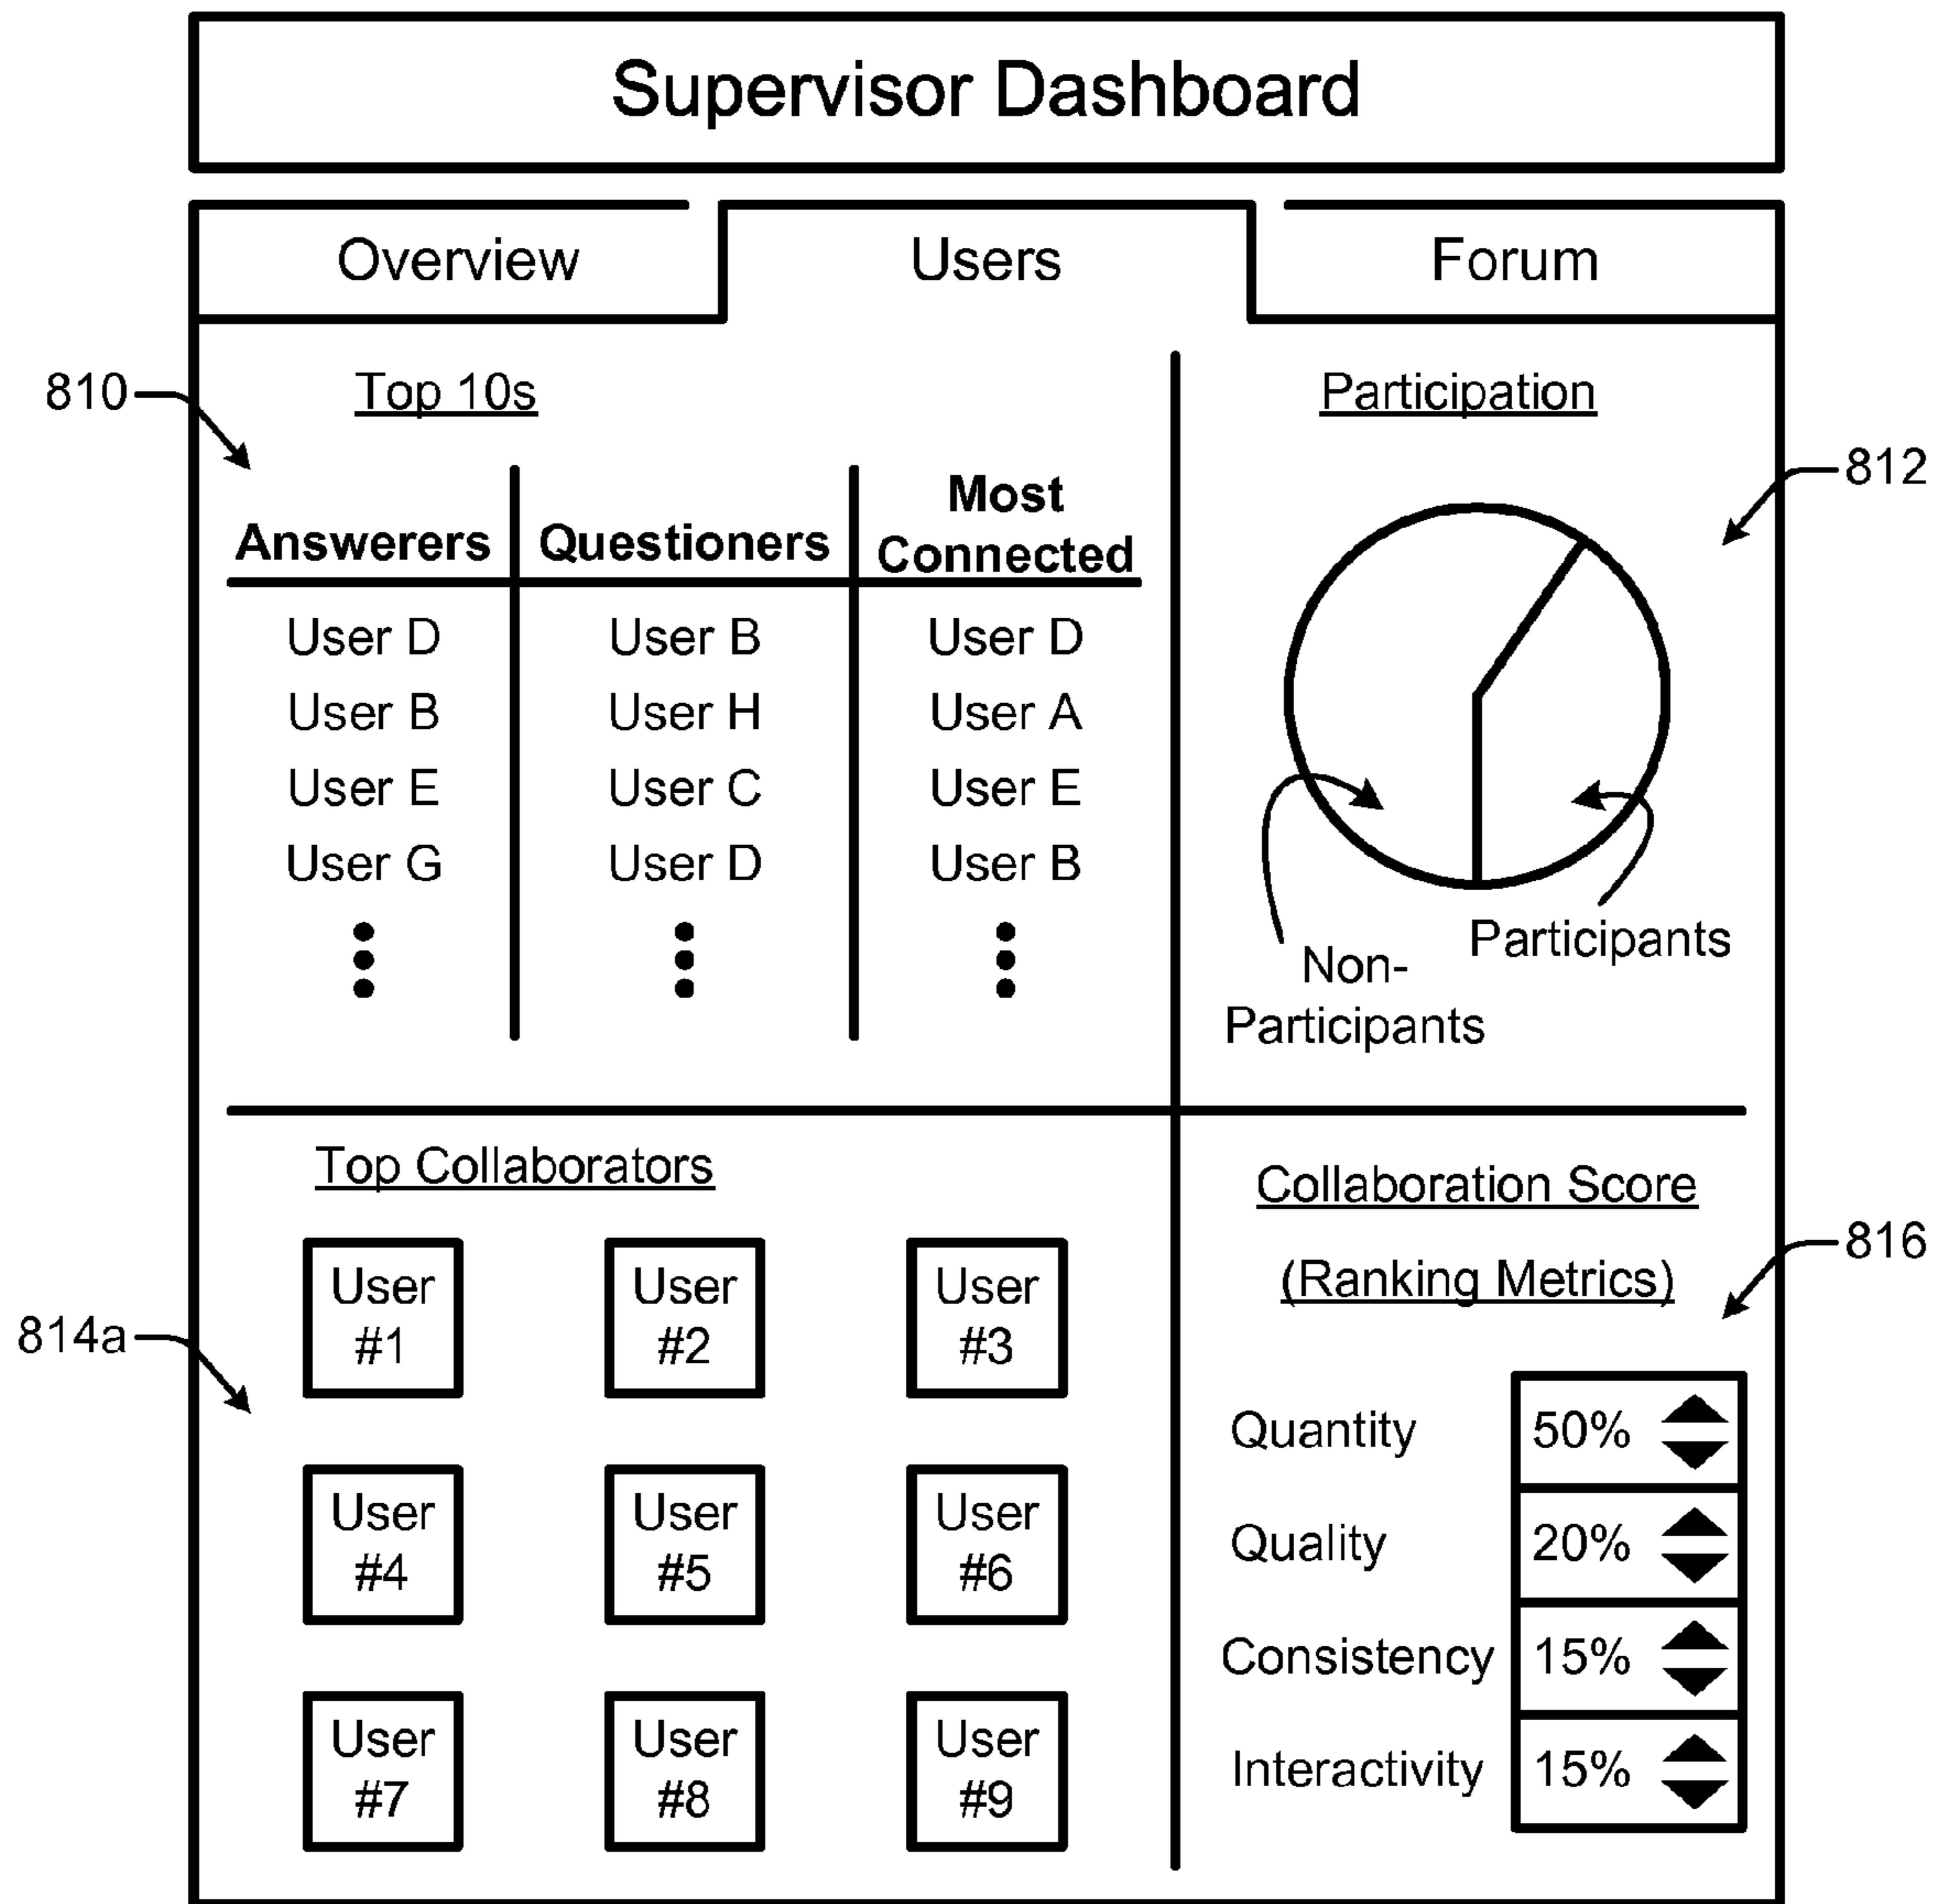 Supervisor Dashboard
Overview
Users
Forum
810
Top 10s
Answerers
Questioners
Most
Connected
User D
User B
User D
User B
User H
User A
User E
User C
User E
User G
User D
User B
Participation
812
Participants
Non-
Participants
Top Collaborators
814a
User
#1
User
#2
User
#3
User
#4
User
#5
User
#6
User
#7
User
#8
User
#9
Collaboration Score
(Ranking Metrics)
816
Quantity 50%
Quality 20%
Consistency 15%
Interactivity 15%